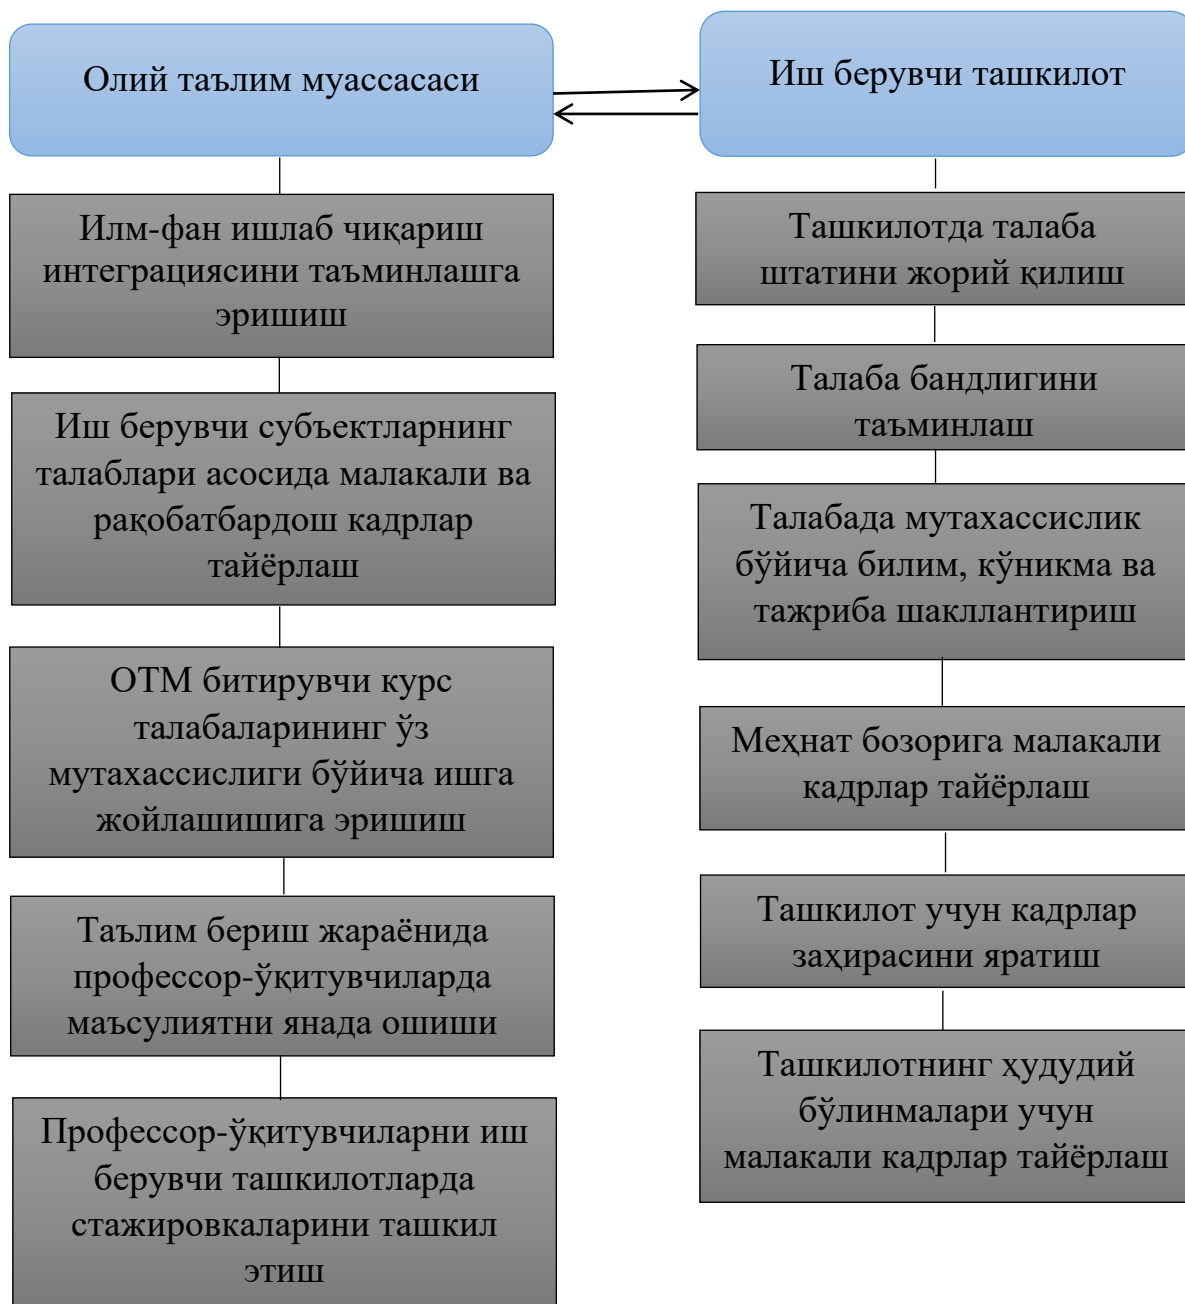 Олий таълим муассасаси
Иш берувчи ташкилот
Илм-фан ишлаб чиқариш
интеграциясини таъминлашга
эришиш
Иш берувчи субъектларнинг
талаблари асосида малакали ва
рақобатбардош кадрлар
тайёрлаш
ОТМ битирувчи курс
талабаларининг ўз
мутахассислиги бўйича ишга
жойлашишига эришиш
Таълим бериш жараёнида
профессор-ўқитувчиларда
маъсулиятни янада ошиши
Профессор-ўқитувчиларни иш
берувчи ташкилотларда
стажировкаларини ташкил
этиш
Ташкилотда талаба
штатини жорий қилиш
Талаба бандлигини
таъминлаш
Талабада мутахассислик
бўйича билим, кўникма ва
тажриба шакллантириш
Меҳнат бозорига малакали
кадрлар тайёрлаш
Ташкилот учун кадрлар
заҳирасини яратиш
Ташкилотнинг ҳудудий
бўлинмалари учун
малакали кадрлар тайёрлаш